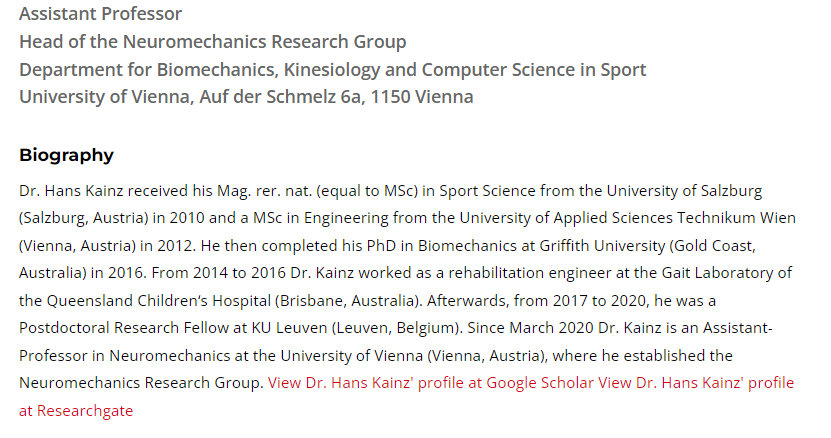 Assistant Professor
Head of the Neuromechanics Research Group
Department for Biomechanics, Kinesiology and Computer Science in Sport
University of Vienna, Auf der Schmelz 6a, 1150 Vienna
Biography
Dr. Hans Kainz received his Mag. rer. nat. (equal to MSc) in Sport Science from the University of Salzburg
(Salzburg, Austria) in 2010 and a MSc in Engineering from the University of Applied Sciences Technikum Wien
(Vienna, Austria) in 2012. He then completed his PhD in Biomechanics at Griffith University (Gold Coast,
Australia) in 2016. From 2014 to 2016 Dr. Kainz worked as a rehabilitation engineer at the Gait Laboratory of
the Queensland Children‘s Hospital (Brisbane, Australia). Afterwards, from 2017 to 2020, he was a
Postdoctoral Research Fellow at KU Leuven (Leuven, Belgium). Since March 2020 Dr. Kainz is an Assistant-
Professor in Neuromechanics at the University of Vienna (Vienna, Austria), where he established the
Neuromechanics Research Group. View Dr. Hans Kainz' profile at Google Scholar View Dr. Hans Kainz' profile
at Researchgate